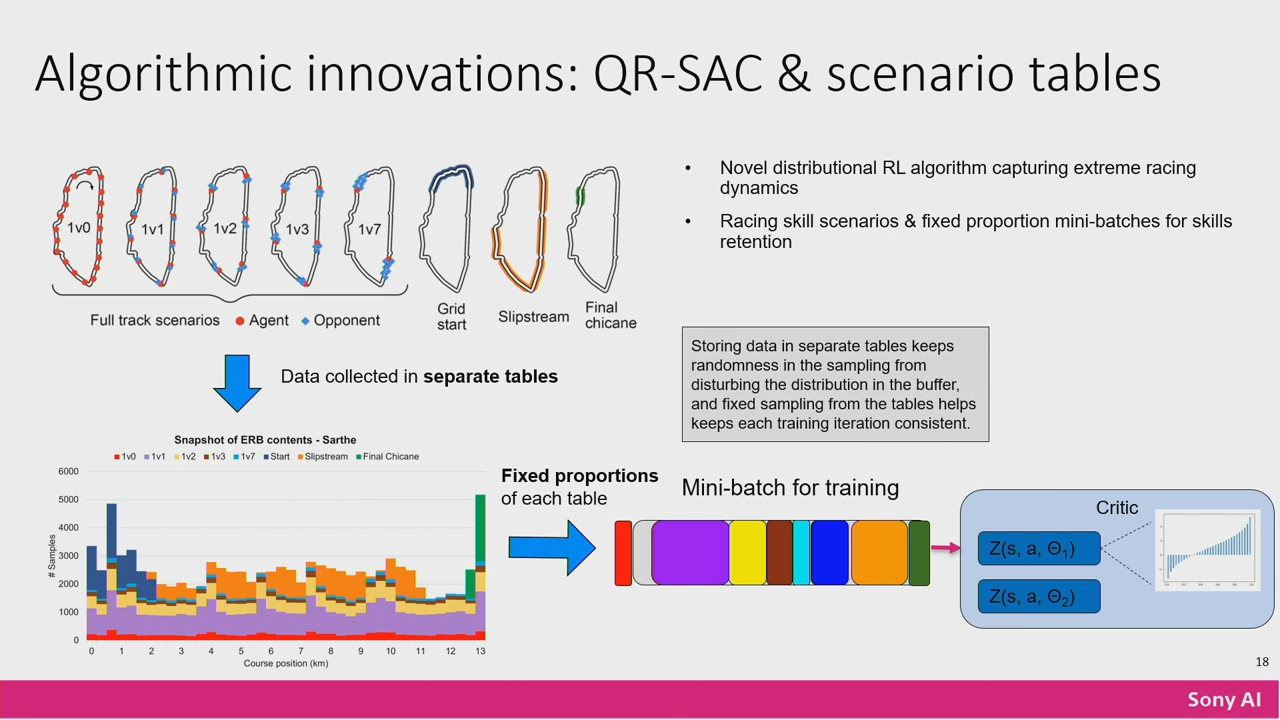 Algorithmic innovations: QR-SAC & scenario tables
1v0
1v1
1v2
1v3
1v7
Full track scenarios
Agent
Opponent
Grid
start
Slipstream
Final
chicane
• Novel distributional RL algorithm capturing extreme racing
dynamics
• Racing skill scenarios & fixed proportion mini-batches for skills
retention
Data collected in separate tables
Storing data in separate tables keeps
randomness in the sampling from
disturbing the distribution in the buffer,
and fixed sampling from the tables helps
keeps each training iteration consistent.
Snapshot of ERB contents - Sarthe
1v0 1v1 1v2 1v3 1v7 Start Slipstream Final Chicane
# Samples
6000
5000
4000
3000
2000
1000
0
0 1 2 3 4 5 6 7 8 9 10 11 12 13
Course position (km)
Fixed proportions
of each table
Mini-batch for training
Critic
Z(s, a, Θ1)
Z(s, a, Θ2)
18
Sony AI